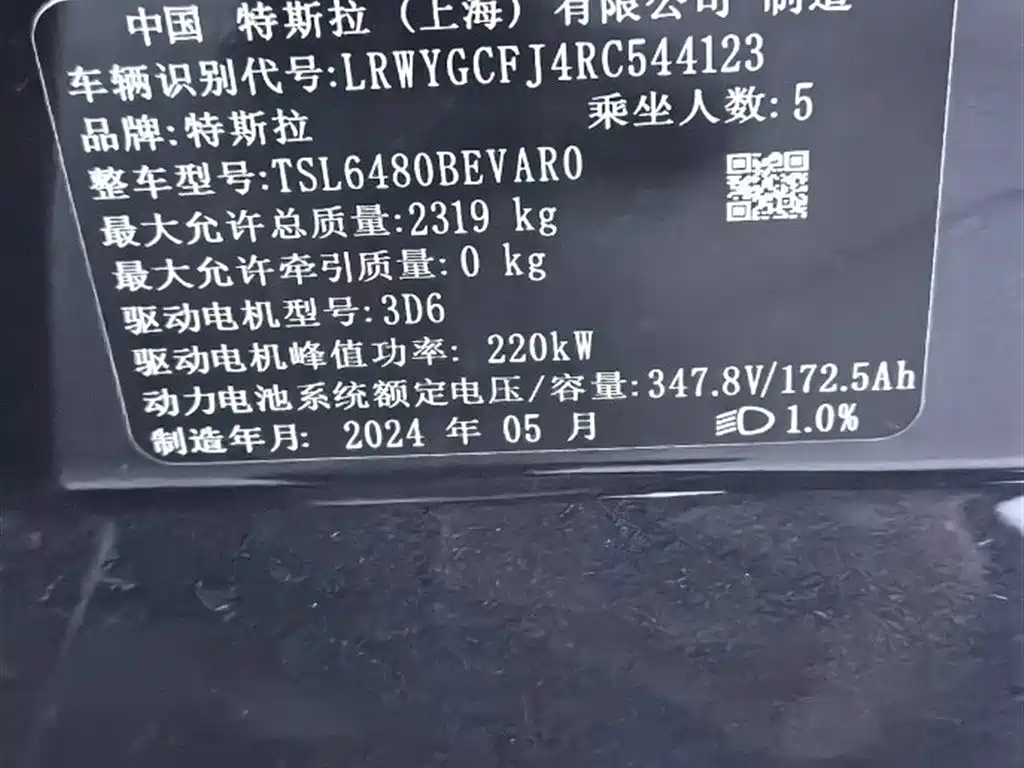 中国 特斯拉（上海）有限公司 制造
车辆识别代号:LRWYGCFJ4RC544123
品牌:特斯拉 乘坐人数:5
整车型号:TSL6480BEVAR0
最大允许总质量:2319 kg
最大允许牵引质量:0 kg
驱动电机型号:3D6
驱动电机峰值功率: 220kW
动力电池系统额定电压/容量:347.8V/172.5Ah
制造年月: 2024 年 05 月 1.0%